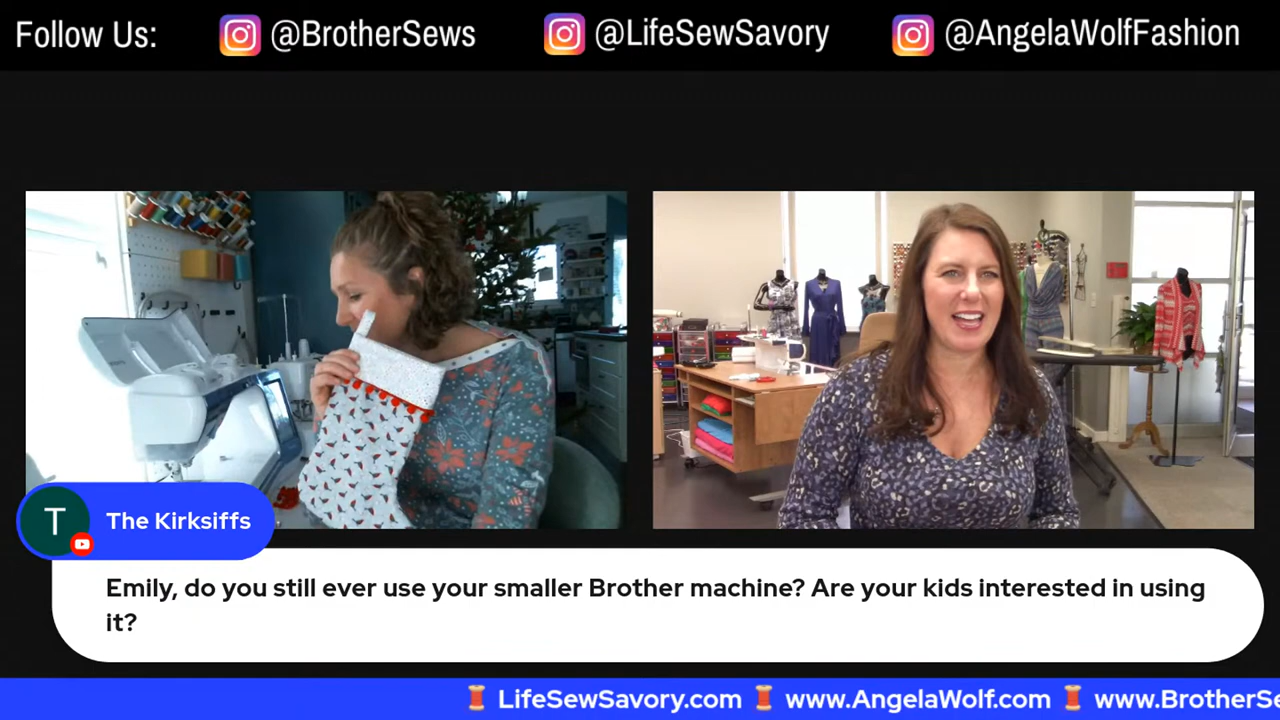 Follow Us: @BrotherSews @LifeSewSavory @AngelaWolfFashion
T The Kirksiffs
Emily, do you still ever use your smaller Brother machine? Are your kids interested in using
it?
LifeSewSavory.com www.AngelaWolf.com www.BrotherSe